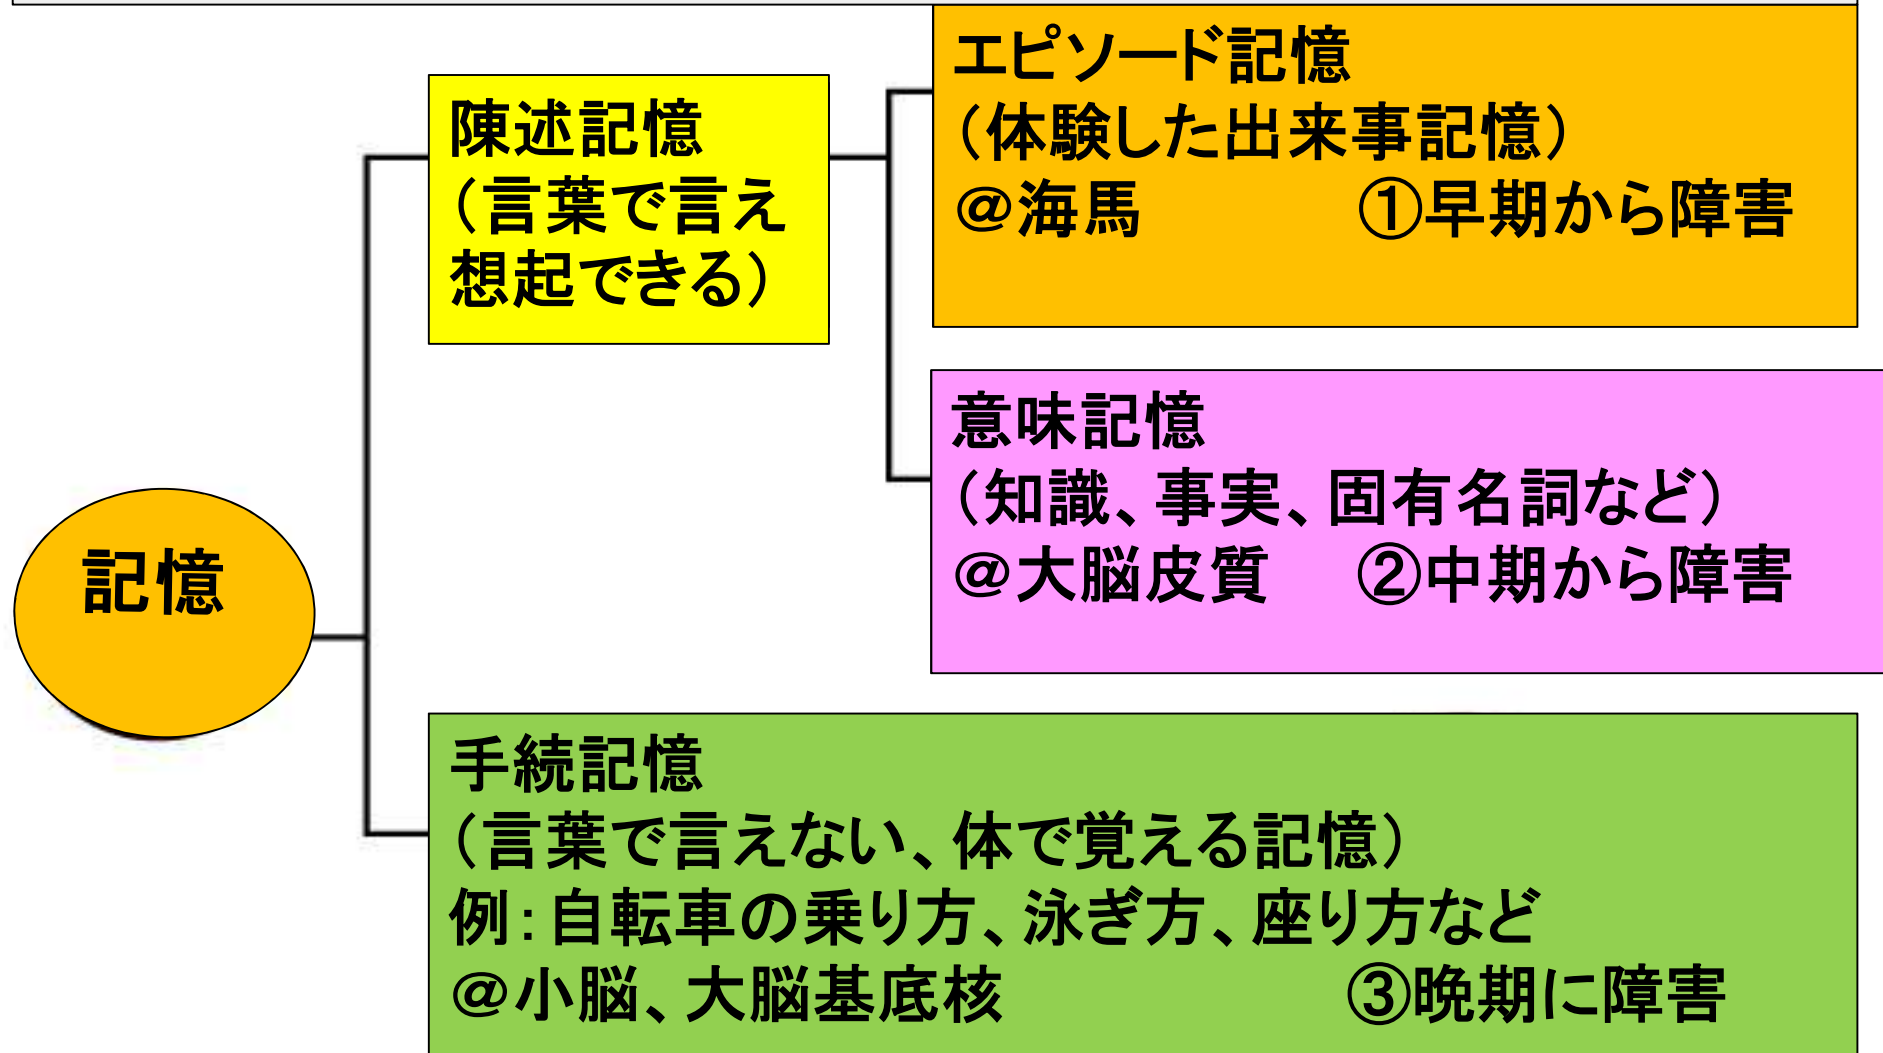 エピソード記憶
（体験した出来事記憶）
＠海馬 ①早期から障害
陳述記憶
（言葉で言え
想起できる）
意味記憶
（知識、事実、固有名詞など）
＠大脳皮質 ②中期から障害
記憶
手続記憶
（言葉で言えない、体で覚える記憶）
例：自転車の乗り方、泳ぎ方、座り方など
＠小脳、大脳基底核 ③晩期に障害